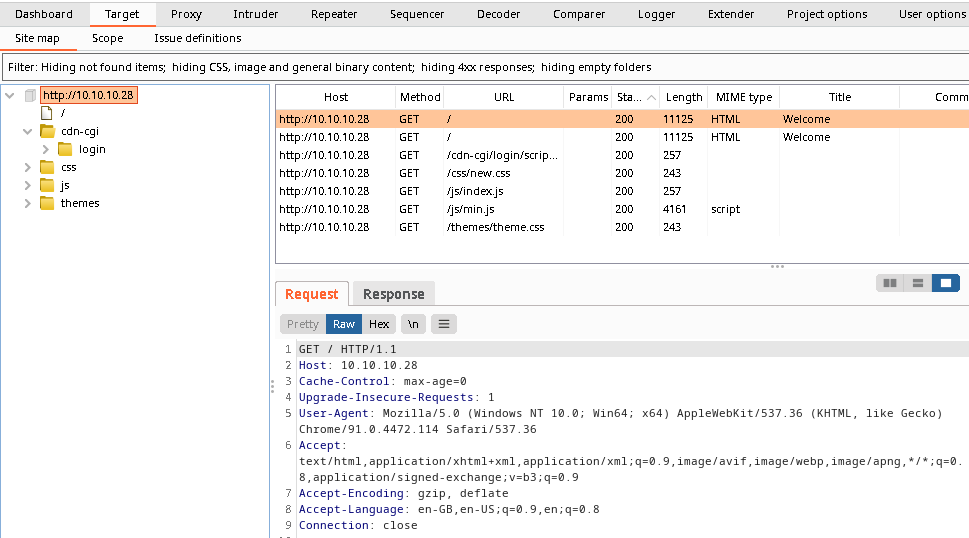 Dashboard Target Proxy Intruder Repeater Sequencer Decoder Comparer Logger Extender Project options User options
Site map Scope Issue definitions
Filter: Hiding not found items; hiding CSS, image and general binary content; hiding 4xx responses; hiding empty folders
http://10.10.10.28
/
cdn-cgi
login
css
js
themes
Host Method URL Params Sta... Length MIME type Title Comm
http://10.10.10.28 GET / 200 11125 HTML Welcome
http://10.10.10.28 GET / 200 11125 HTML Welcome
http://10.10.10.28 GET /cdn-cgi/login/scrip... 200 257
http://10.10.10.28 GET /css/new.css 200 243
http://10.10.10.28 GET /js/index.js 200 257
http://10.10.10.28 GET /js/min.js 200 4161 script
http://10.10.10.28 GET /themes/theme.css 200 243
Request Response
Pretty Raw Hex \n
1 GET / HTTP/1.1
2 Host: 10.10.10.28
3 Cache-Control: max-age=0
4 Upgrade-Insecure-Requests: 1
5 User-Agent: Mozilla/5.0 (Windows NT 10.0; Win64; x64) AppleWebKit/537.36 (KHTML, like Gecko)
Chrome/91.0.4472.114 Safari/537.36
6 Accept:
text/html,application/xhtml+xml,application/xml;q=0.9,image/avif,image/webp,image/apng,*/*;q=0.
8,application/signed-exchange;v=b3;q=0.9
7 Accept-Encoding: gzip, deflate
8 Accept-Language: en-GB,en-US;q=0.9,en;q=0.8
9 Connection: close